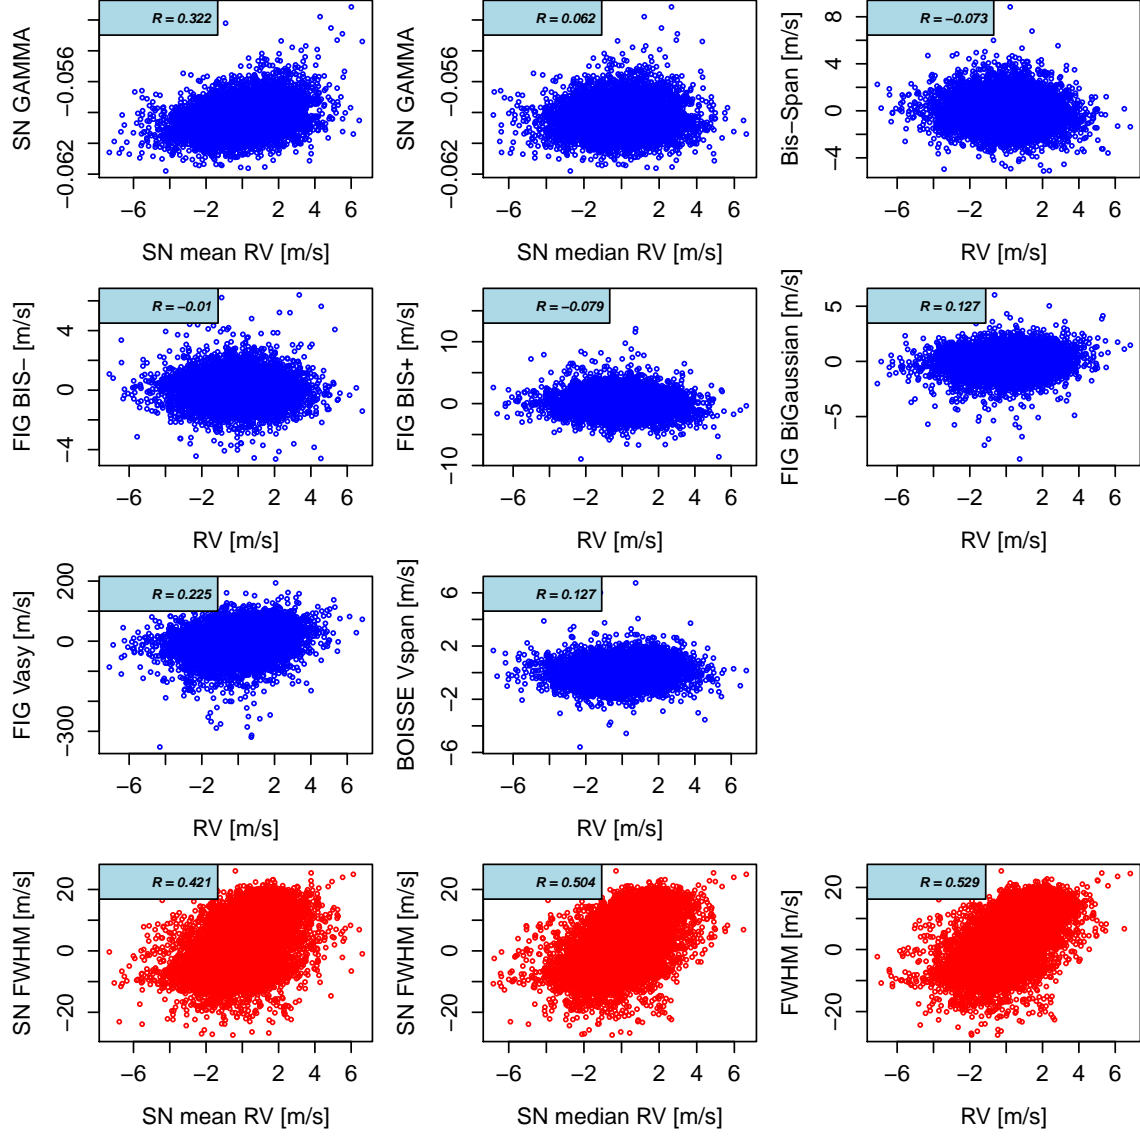 R = 0.322
SN GAMMA
−0.062 −0.056
−6 −2 2 4 6
SN mean RV [m/s]
R = 0.062
SN GAMMA
−0.062 −0.056
−6 −2 2 4 6
SN median RV [m/s]
R = −0.073
Bis−Span [m/s]
−4 0 4 8
−6 −2 2 4 6
RV [m/s]
R = −0.01
FIG BIS− [m/s]
−4 0 4
−6 −2 2 4 6
RV [m/s]
R = −0.079
FIG BIS+ [m/s]
−10 0 10
−6 −2 2 4 6
RV [m/s]
R = 0.127
FIG BiGaussian [m/s]
−5 0 5
−6 −2 2 4 6
RV [m/s]
R = 0.225
FIG Vasy [m/s]
−300 0 200
−6 −2 2 4 6
RV [m/s]
R = 0.127
BOISSE Vspan [m/s]
−6 −2 2 6
−6 −2 2 4 6
RV [m/s]
R = 0.421
SN FWHM [m/s]
−20 0 20
−6 −2 2 4 6
SN mean RV [m/s]
R = 0.504
SN FWHM [m/s]
−20 0 20
−6 −2 2 4 6
SN median RV [m/s]
R = 0.529
FWHM [m/s]
−20 0 20
−6 −2 2 4 6
RV [m/s]